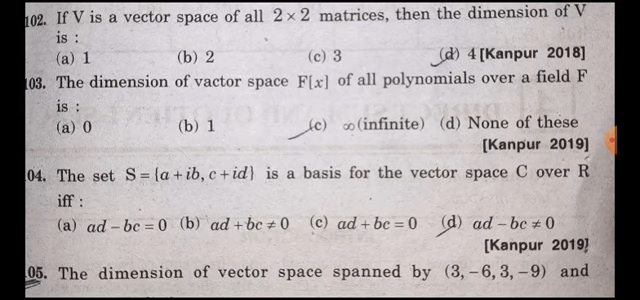 102. If V is a vector space of all 2 × 2 matrices, then the dimension of V
is :
(a) 1 (b) 2 (c) 3 (d) 4 [Kanpur 2018]
03. The dimension of vactor space F[x] of all polynomials over a field F
is :
(a) 0 (b) 1 (c) ∞ (infinite) (d) None of these
[Kanpur 2019]
04. The set S = {a + ib, c + id} is a basis for the vector space C over R
iff :
(a) ad – bc = 0 (b) ad + bc ≠ 0 (c) ad + bc = 0 (d) ad – bc ≠ 0
[Kanpur 2019]
05. The dimension of vector space spanned by (3, – 6, 3, – 9) and